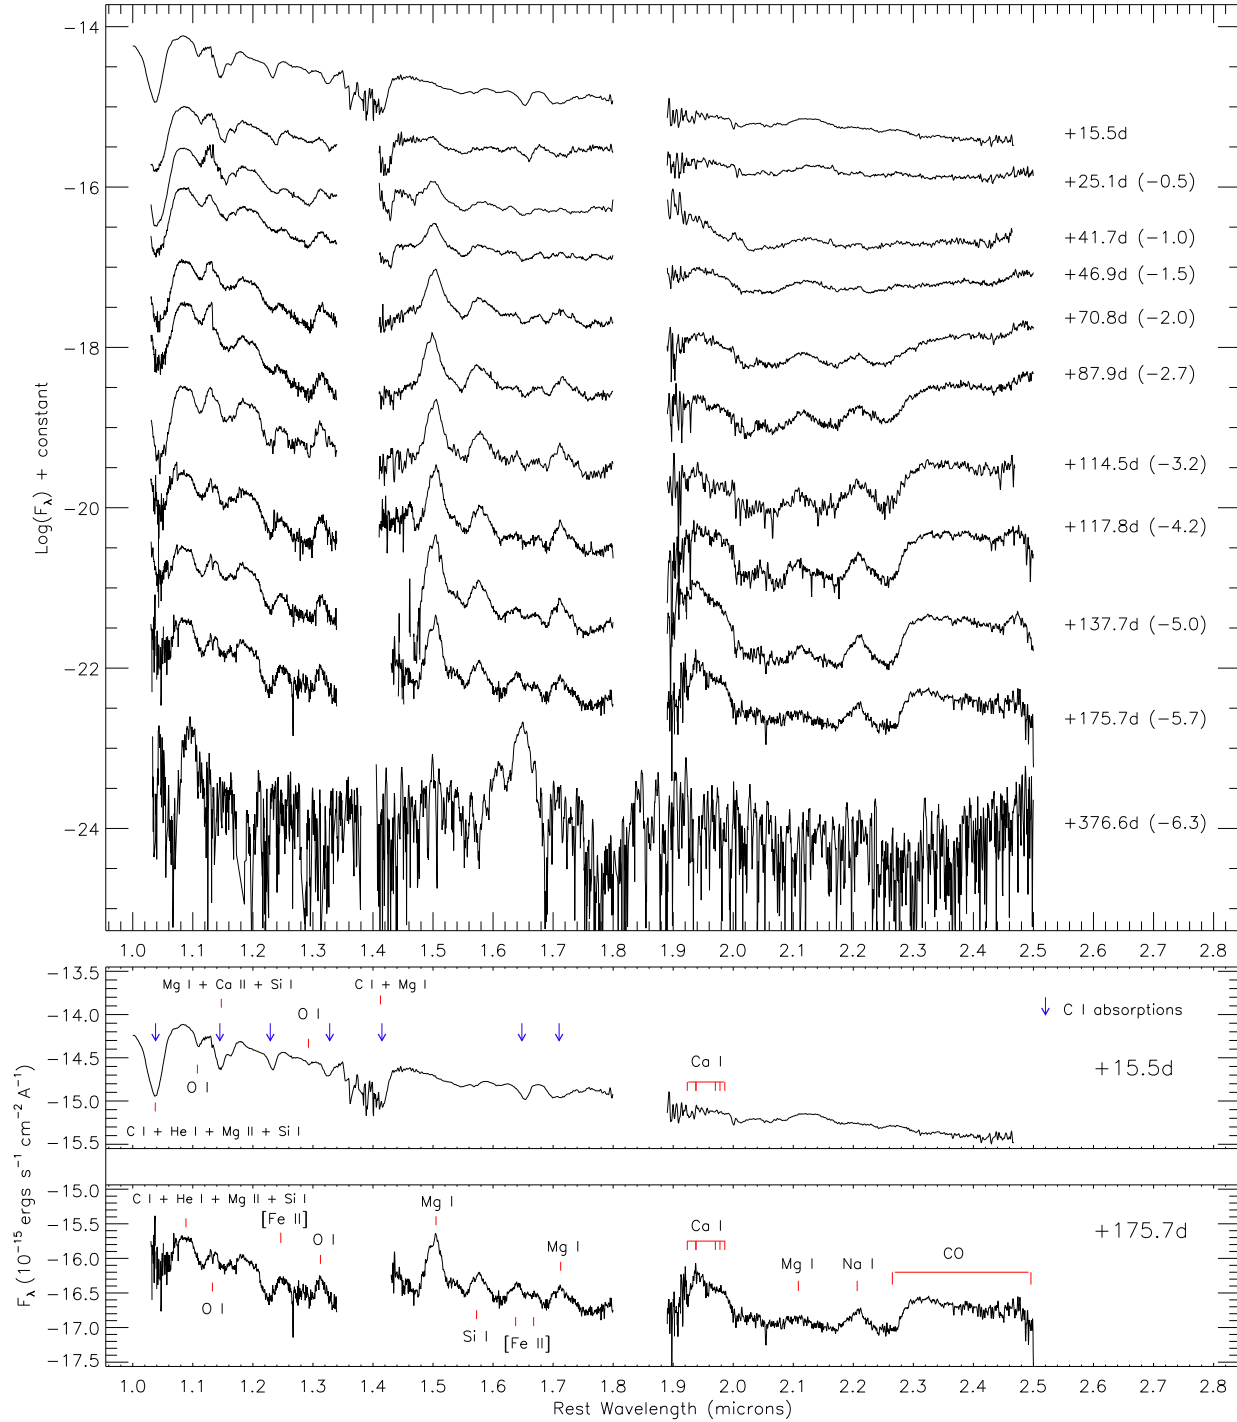 −14
−16
−18
−20
−22
−24
Log(Fλ) + constant
+15.5d
+25.1d (−0.5)
+41.7d (−1.0)
+46.9d (−1.5)
+70.8d (−2.0)
+87.9d (−2.7)
+114.5d (−3.2)
+117.8d (−4.2)
+137.7d (−5.0)
+175.7d (−5.7)
+376.6d (−6.3)
1.0 1.1 1.2 1.3 1.4 1.5 1.6 1.7 1.8 1.9 2.0 2.1 2.2 2.3 2.4 2.5 2.6 2.7 2.8
−13.5
−14.0
−14.5
−15.0
−15.5
Mg I + Ca II + Si I
C I + Mg I
O I
C I absorptions
Ca I
+15.5d
O I
C I + He I + Mg II + Si I
Fλ (10−15 ergs s−1 cm−2 A−1)
−15.0
−15.5
−16.0
−16.5
−17.0
−17.5
C I + He I + Mg II + Si I
[Fe II]
O I
Mg I
Mg I
Ca I
+175.7d
Mg I
Na I
CO
O I
Si I
[Fe II]
1.0 1.1 1.2 1.3 1.4 1.5 1.6 1.7 1.8 1.9 2.0 2.1 2.2 2.3 2.4 2.5 2.6 2.7 2.8
Rest Wavelength (microns)